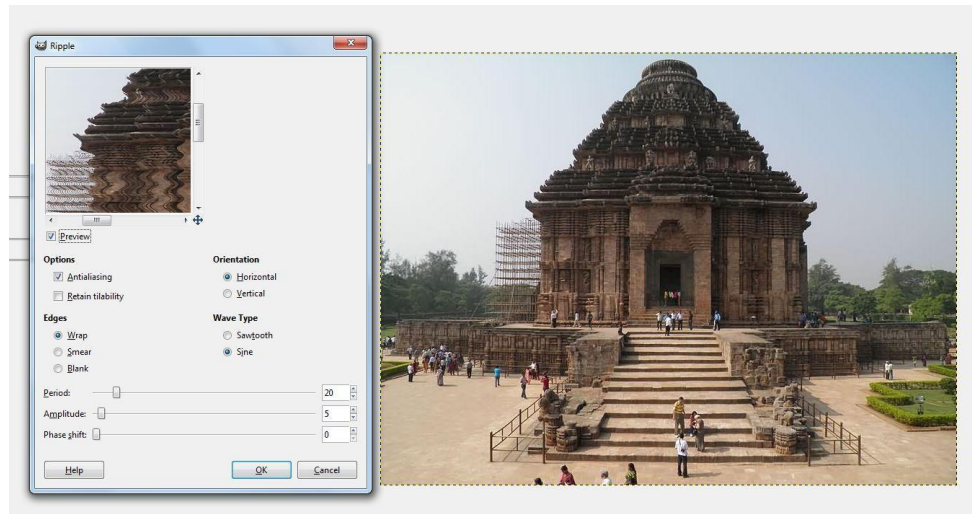 Ripple
Preview
Options
Antialiasing
Retain tilability
Orientation
Horizontal
Vertical
Edges
Wrap
Smear
Blank
Wave Type
Sawtooth
Sine
Period: 20
Amplitude: 5
Phase shift: 0
Help OK Cancel